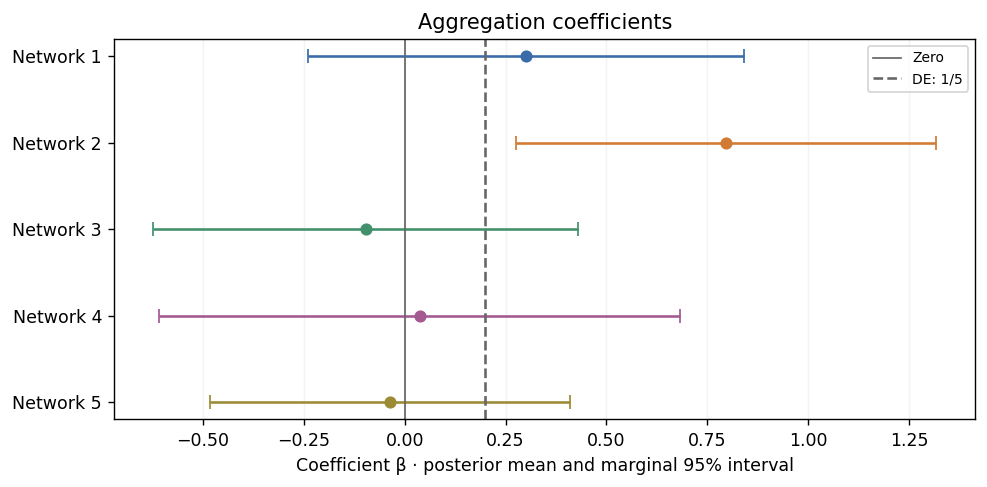 Aggregation coefficients
Network 1
Network 2
Network 3
Network 4
Network 5
Zero
DE: 1/5
−0.50 −0.25 0.00 0.25 0.50 0.75 1.00 1.25
Coefficient β · posterior mean and marginal 95% interval